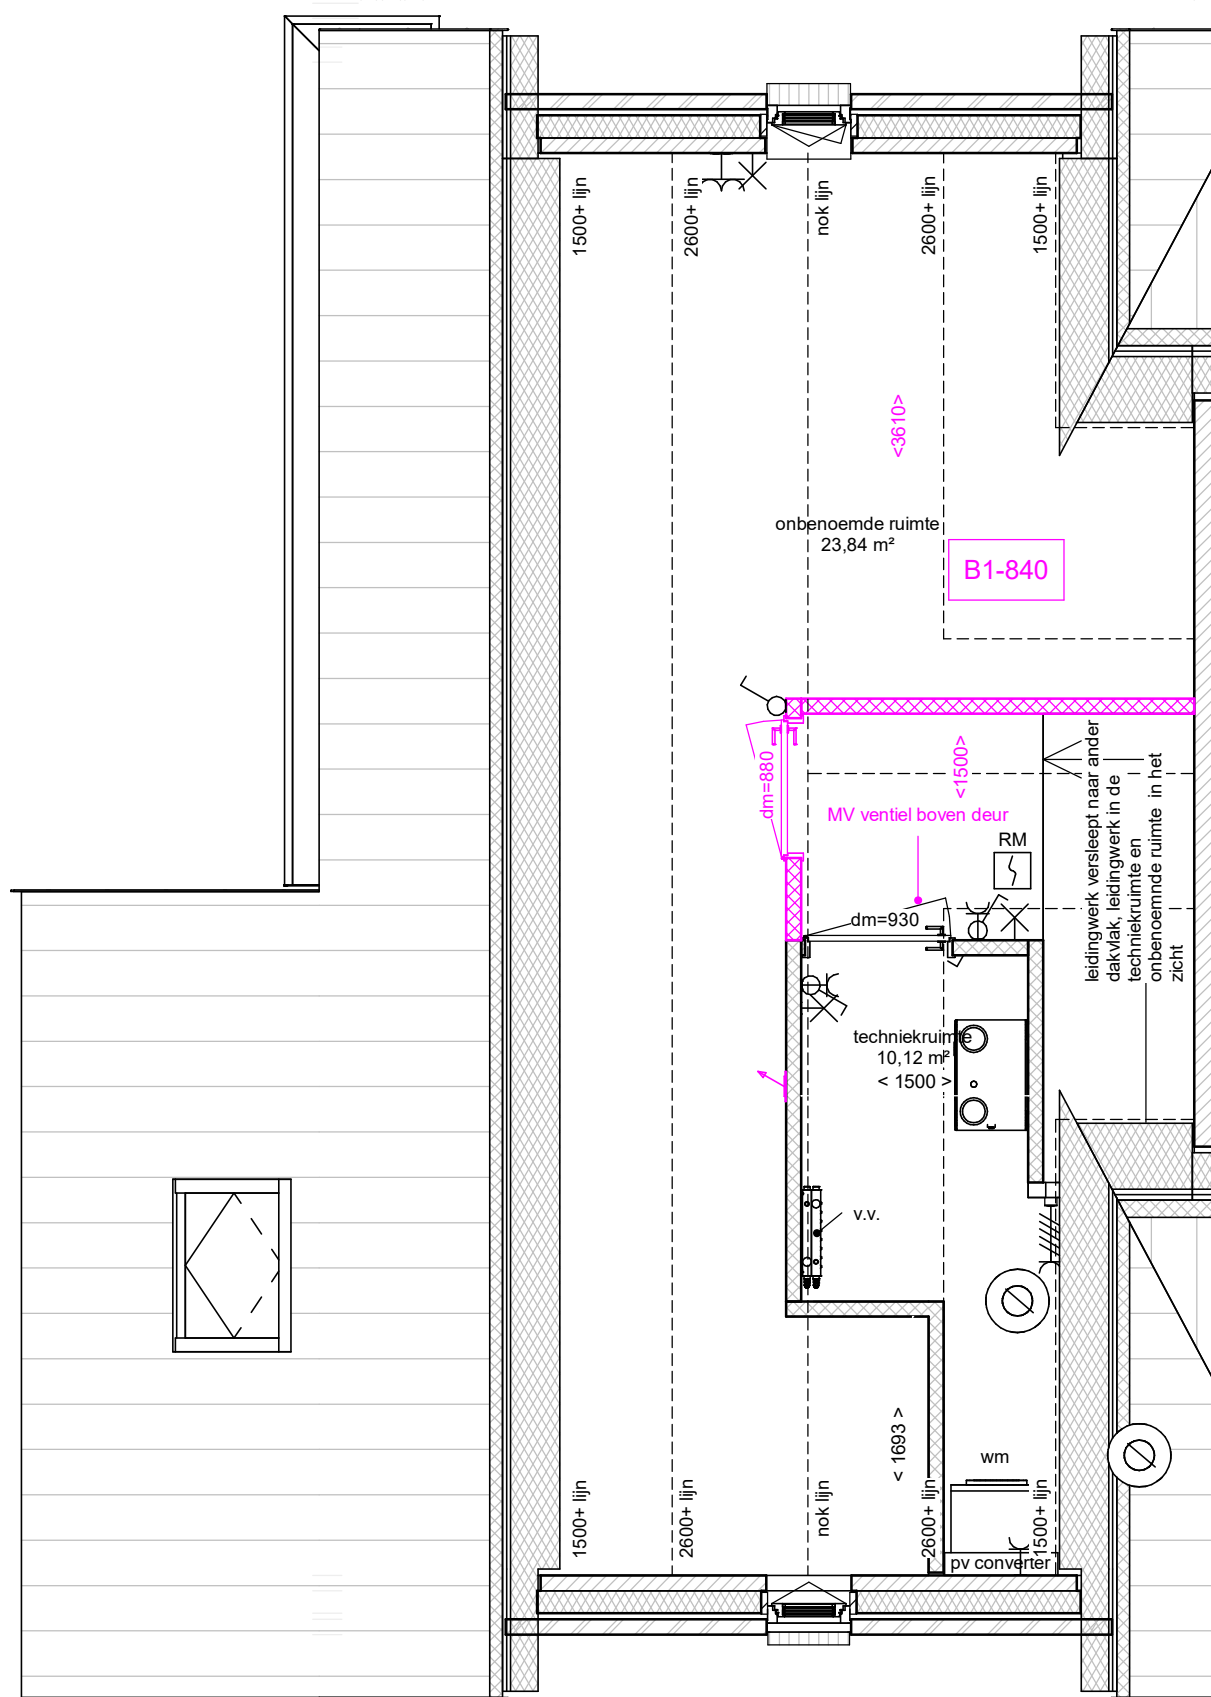 1500+ lijn
2600+ lijn
nok lijn
2600+ lijn
1500+ lijn
<3610>
onbenoemde ruimte
23,84 m²
B1-840
dm=880
<1500>
MV ventiel boven deur
RM
dm=930
leidingwerk versleept naar ander
dakvlak, leidingwerk in de
techniekruimte en
onbenoemnde ruimte in het
zicht
techniekruimte
10,12 m²
< 1500 >
v.v.
< 1693 >
wm
1500+ lijn
2600+ lijn
nok lijn
2600+ lijn
1500+ lijn
pv converter